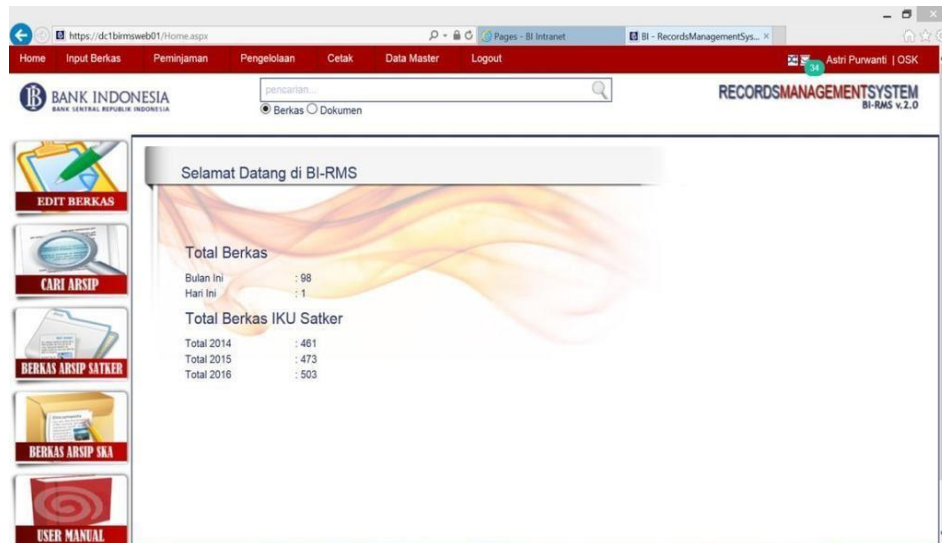 https://dc1birmsweb01/Home.aspx
Pages - BI Intranet
BI - RecordsManagementSys...
Home Input Berkas Peminjaman Pengelolaan Cetak Data Master Logout
34
Astri Purwanti | OSK
BANK INDONESIA
BANK SENTRAL REPUBLIK INDONESIA
pencarian...
Berkas Dokumen
RECORDSMANAGEMENTSYSTEM
BI-RMS v.2.0
EDIT BERKAS
CARI ARSIP
BERKAS ARSIP SATKER
BERKAS ARSIP SKA
USER MANUAL
Selamat Datang di BI-RMS
Total Berkas
Bulan Ini : 98
Hari Ini : 1
Total Berkas IKU Satker
Total 2014 : 461
Total 2015 : 473
Total 2016 : 503